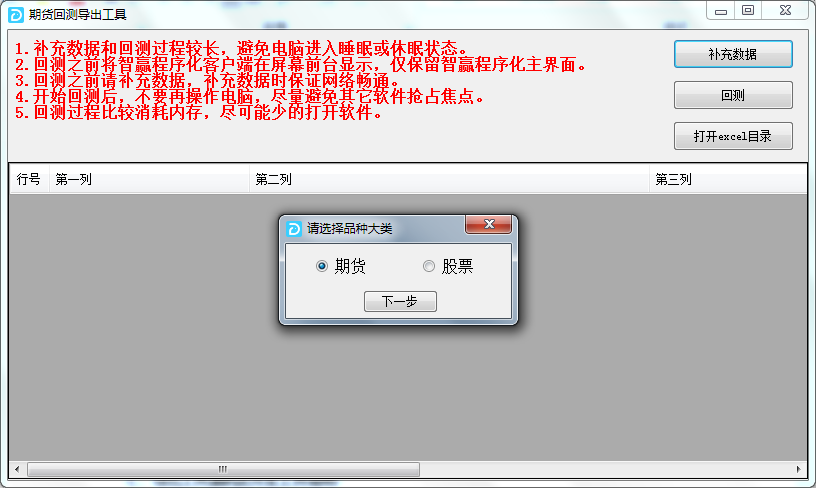 期货回测导出工具
1.补充数据和回测过程较长，避免电脑进入睡眠或休眠状态。
2.回测之前将智赢程序化客户端在屏幕前台显示，仅保留智赢程序化主界面。
3.回测之前请补充数据，补充数据时保证网络畅通。
4.开始回测后，不要再操作电脑，尽量避免其它软件抢占焦点。
5.回测过程比较消耗内存，尽可能少的打开软件。
补充数据
回测
打开excel目录
行号 第一列 第二列 第三列
请选择品种大类
期货 股票
下一步